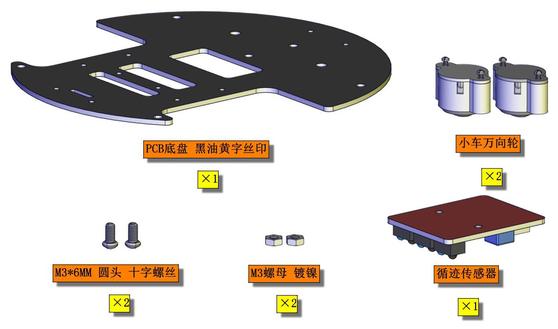 PCB底盘 黑油黄字丝印
×1
小车万向轮
×2
M3*6MM 圆头 十字螺丝
×2
M3螺母 镀镍
×2
循迹传感器
×1